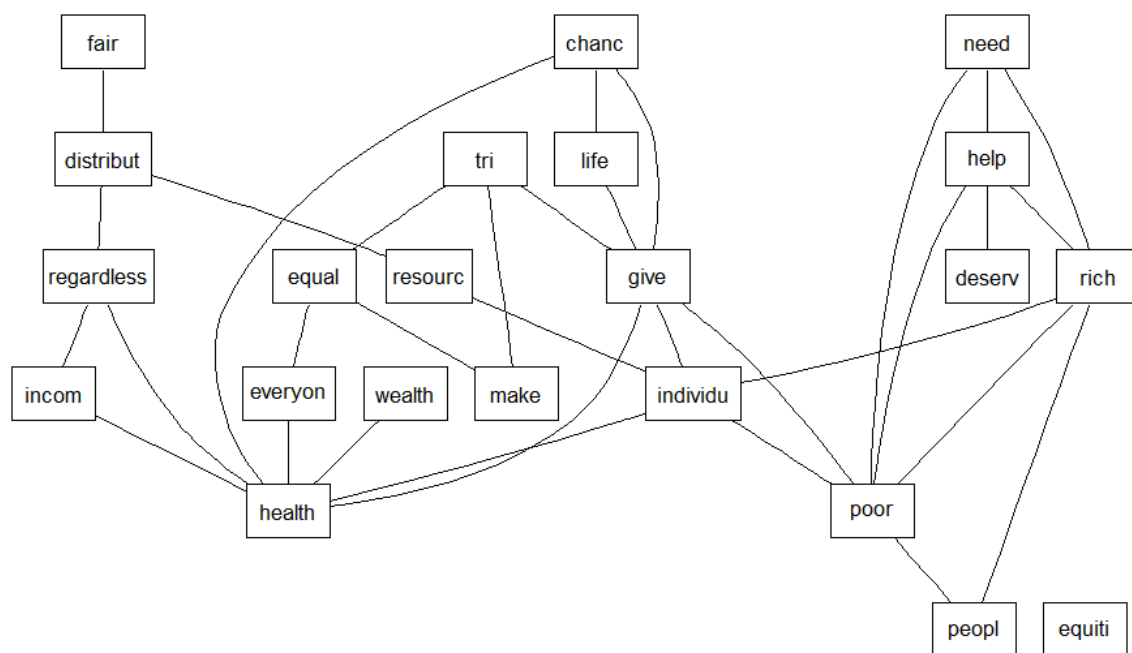 fair
chanc
need
distribut
tri
life
help
regardless
equal
resourc
give
deserv
rich
incom
everyon
wealth
make
individu
health
poor
peopl
equiti